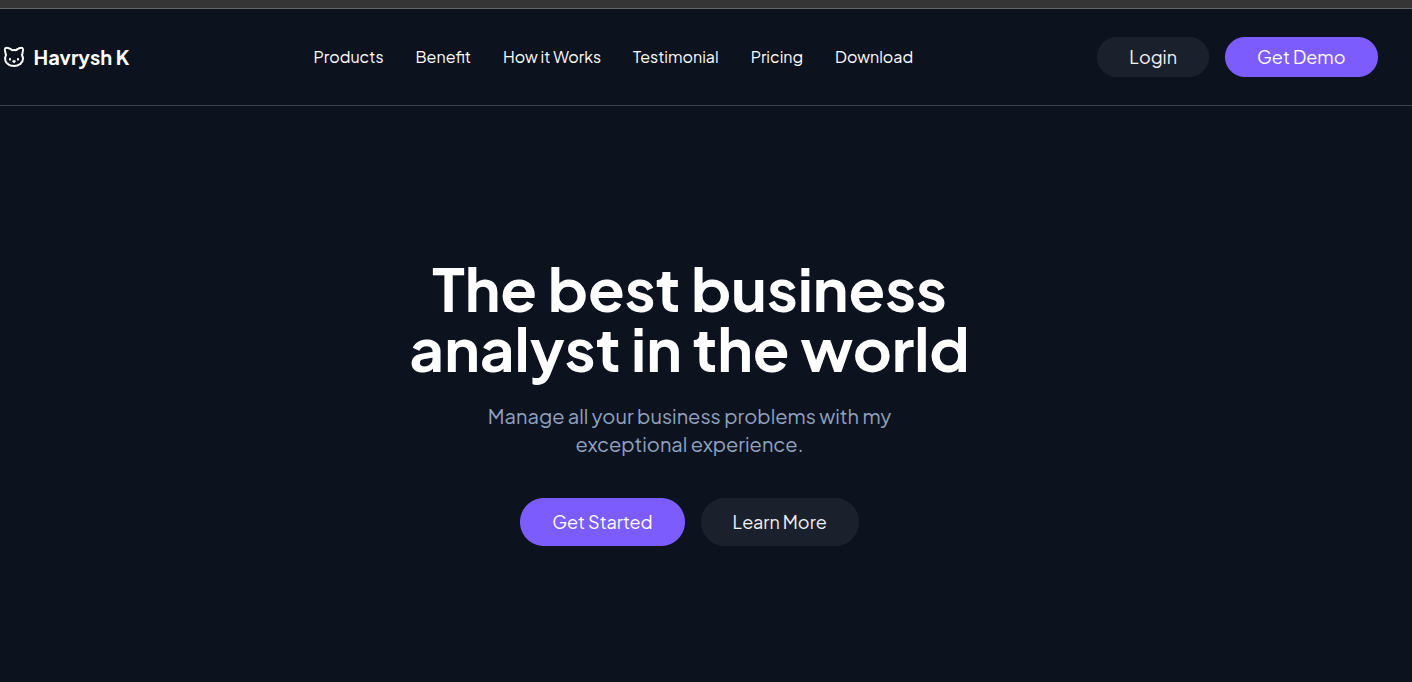 Havrysh K
Products Benefit How it Works Testimonial Pricing Download
Login Get Demo
The best business
analyst in the world
Manage all your business problems with my
exceptional experience.
Get Started Learn More